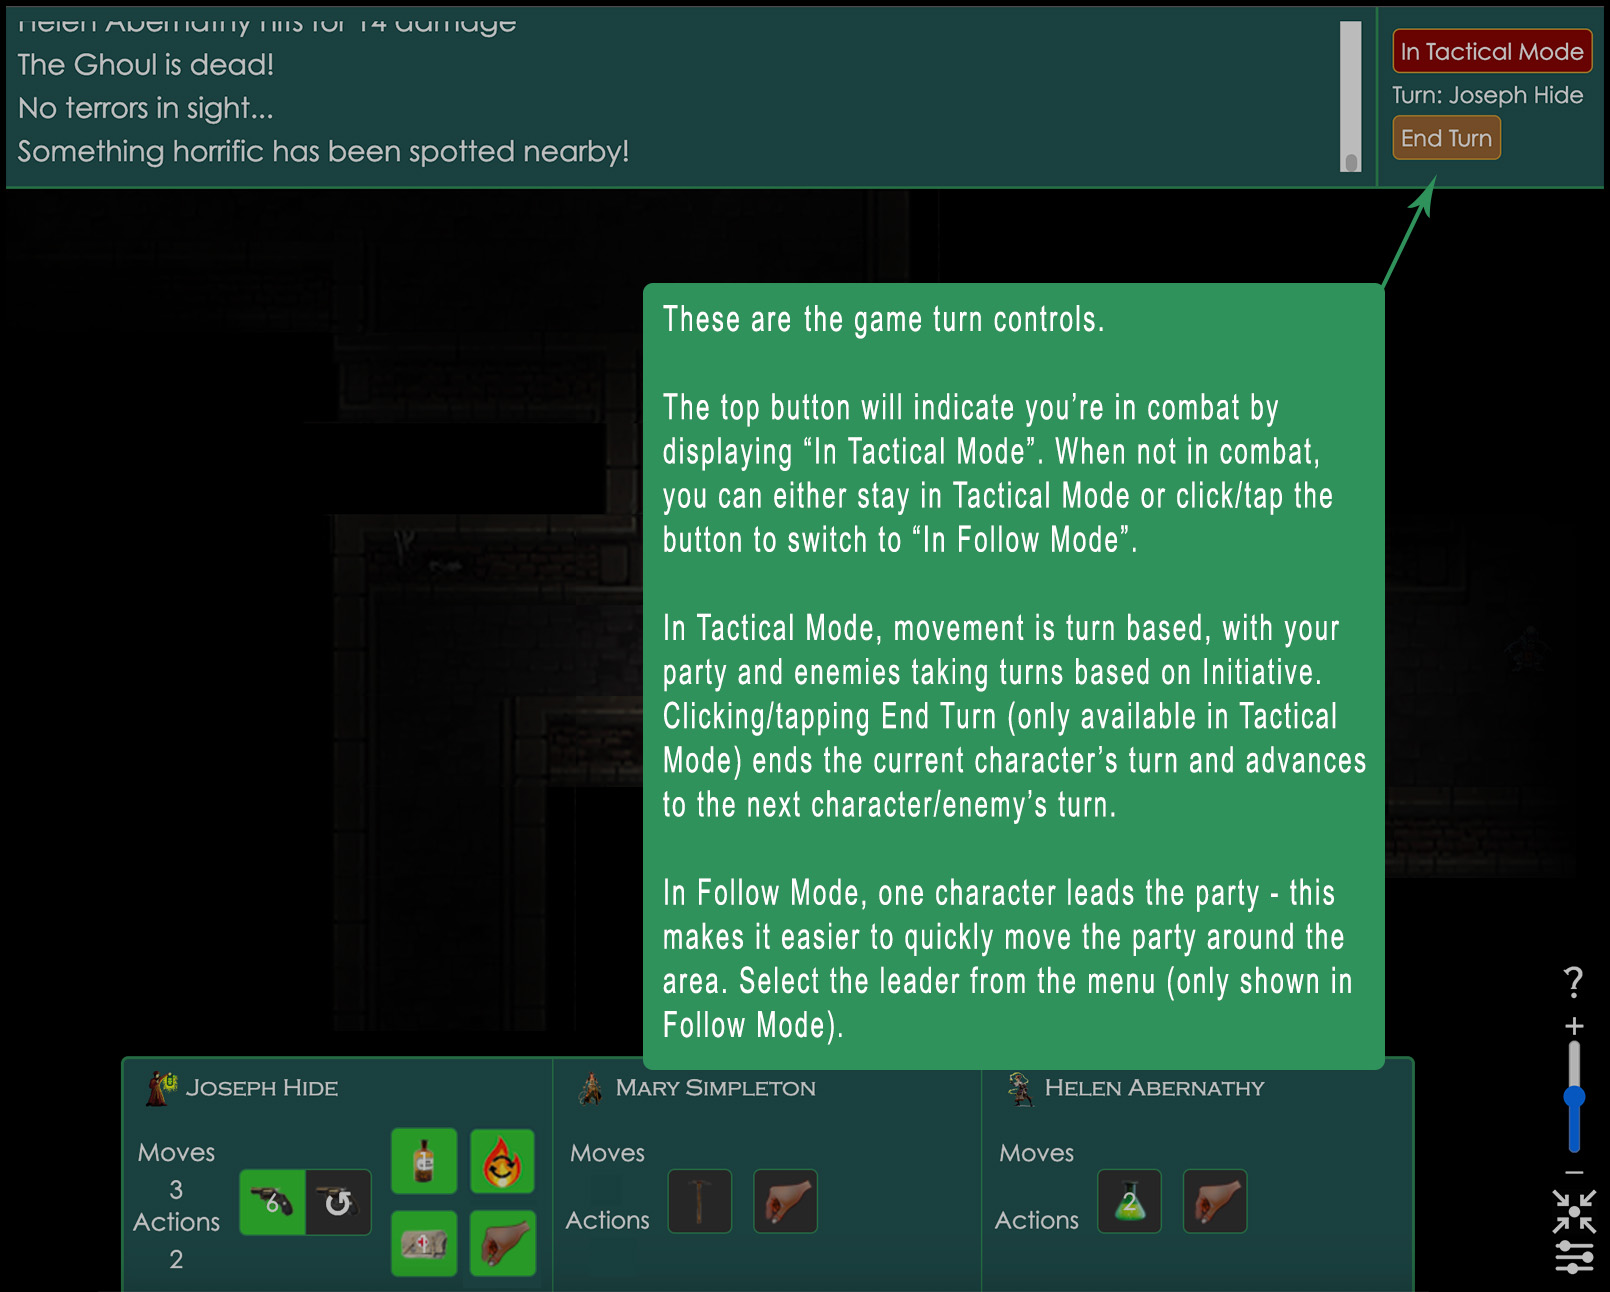 Helen Abernathy hits for 14 damage
The Ghoul is dead!
No terrors in sight...
Something horrific has been spotted nearby!
In Tactical Mode
Turn: Joseph Hide
End Turn
These are the game turn controls.
The top button will indicate you’re in combat by
displaying “In Tactical Mode”. When not in combat,
you can either stay in Tactical Mode or click/tap the
button to switch to “In Follow Mode”.
In Tactical Mode, movement is turn based, with your
party and enemies taking turns based on Initiative.
Clicking/tapping End Turn (only available in Tactical
Mode) ends the current character’s turn and advances
to the next character/enemy’s turn.
In Follow Mode, one character leads the party - this
makes it easier to quickly move the party around the
area. Select the leader from the menu (only shown in
Follow Mode).
?
+
−
JOSEPH HIDE
Moves
3
Actions
2
6
1
MARY SIMPLETON
Moves
Actions
HELEN ABERNATHY
Moves
Actions
2